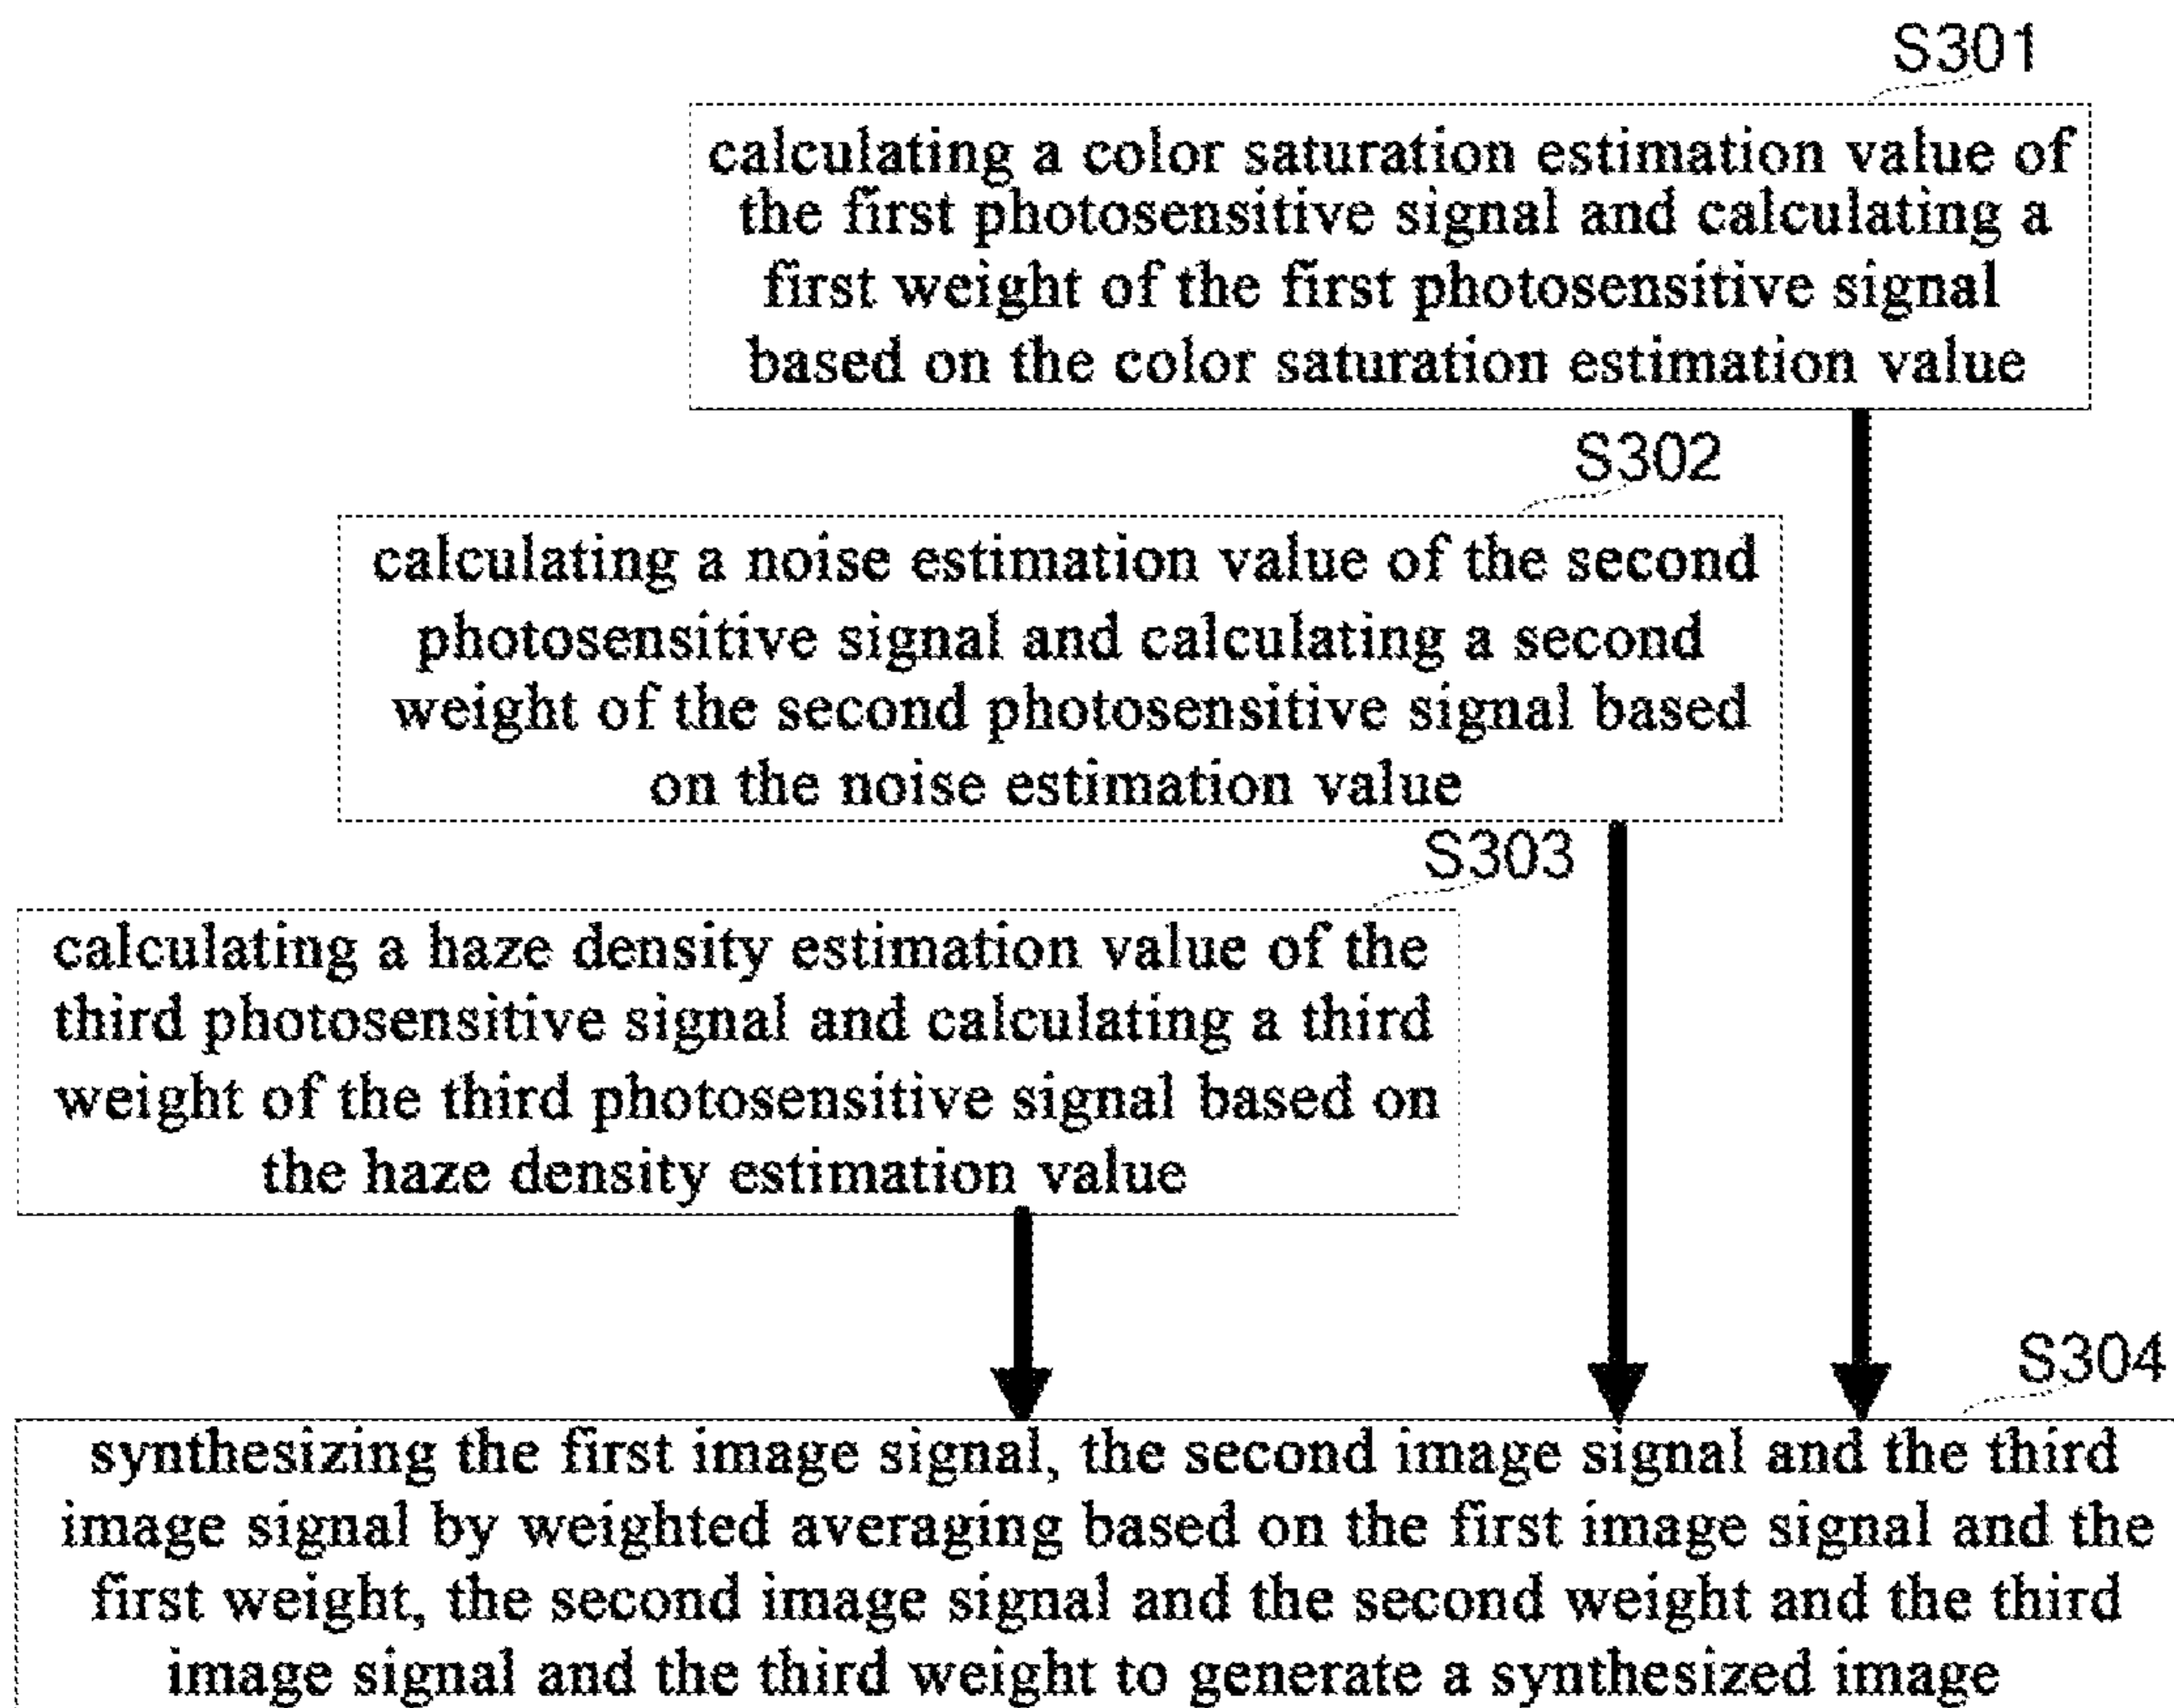 S301
calculating a color saturation estimation value of
the first photosensitive signal and calculating a
first weight of the first photosensitive signal
based on the color saturation estimation value
S302
calculating a noise estimation value of the second
photosensitive signal and calculating a second
weight of the second photosensitive signal based
on the noise estimation value
S303
calculating a haze density estimation value of the
third photosensitive signal and calculating a third
weight of the third photosensitive signal based on
the haze density estimation value
S304
synthesizing the first image signal, the second image signal and the third
image signal by weighted averaging based on the first image signal and the
first weight, the second image signal and the second weight and the third
image signal and the third weight to generate a synthesized image